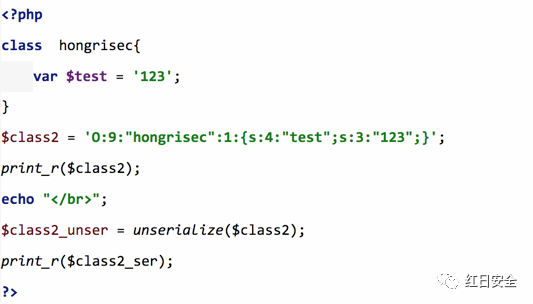 <?php
class  hongrisec{
    var $test = '123';
}
$class2 = 'O:9:"hongrisec":1:{s:4:"test";s:3:"123";}';
print_r($class2);
echo "</br>";
$class2_unser = unserialize($class2);
print_r($class2_ser);
?>
红日安全